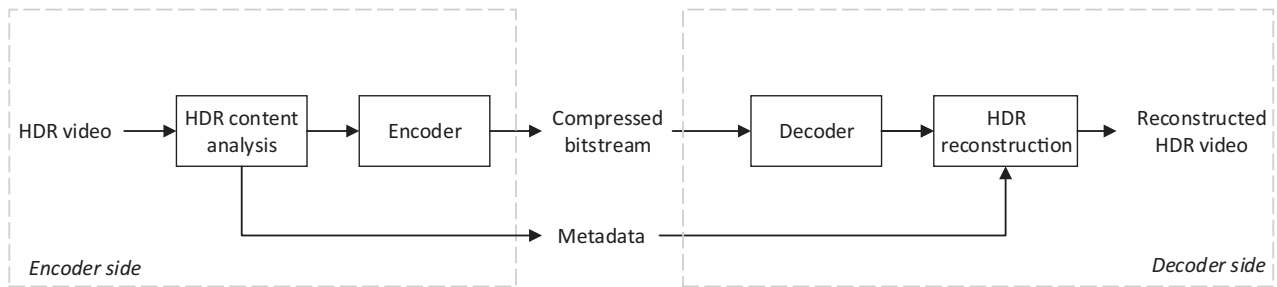 HDR video
HDR content
analysis
Encoder
Compressed
bitstream
Decoder
HDR
reconstruction
Reconstructed
HDR video
Metadata
Encoder side
Decoder side